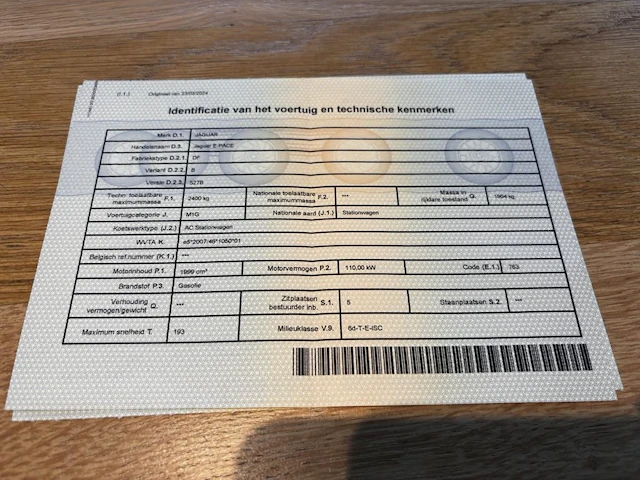 (I.1.) Origineel van 23/03/2024
Identificatie van het voertuig en technische kenmerken
Merk D.1. JAGUAR
Handelsnaam D.3. Jaguar E-PACE
Fabriekstype D.2.1. DF
Variant D.2.2. B
Versie D.2.3. 527B
Techn. toelaatbare maximummassa F.1. 2400 kg Nationale toelaatbare maximummassa F.2. --- Massa in rijklare toestand G. 1904 kg
Voertuigcategorie J. M1G Nationale aard (J.1.) Stationwagen
Koetswerktype (J.2.) AC Stationwagen
WVTA K. e5*2007/46*1050*01
Belgisch ref.nummer (K.1.) ---
Motorinhoud P.1. 1999 cm³ Motorvermogen P.2. 110,00 kW Code (E.1.) 763
Brandstof P.3. Gasolie
Verhouding vermogen/gewicht Q. --- Zitplaatsen bestuurder inb. S.1. 5 Staanplaatsen S.2. ---
Maximum snelheid T. 193 Milieuklasse V.9. 6d-T-E-ISC